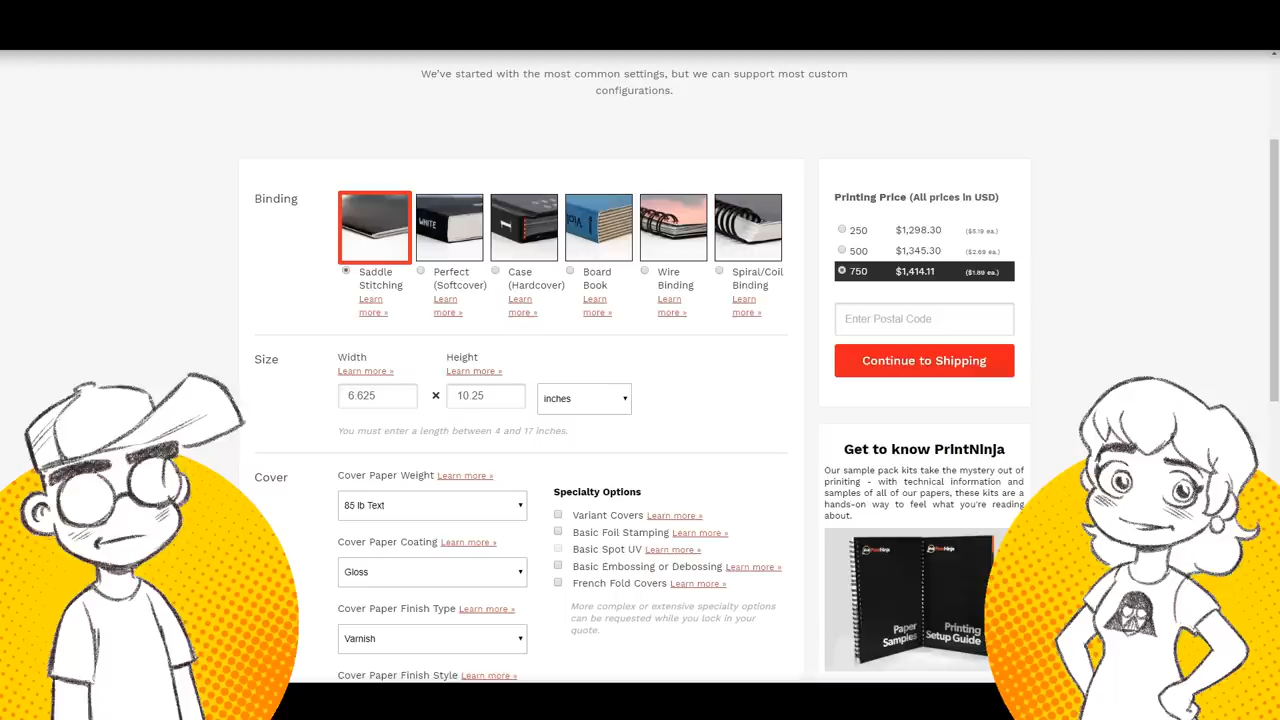 We've started with the most common settings, but we can support most custom
configurations.
Binding
WHITE
Saddle
Stitching
Learn
more »
Perfect
(Softcover)
Learn
more »
Case
(Hardcover)
Learn
more »
Board
Book
Learn
more »
Wire
Binding
Learn
more »
Spiral/Coil
Binding
Learn
more »
Size
Width
Learn more »
Height
Learn more »
6.625
×
10.25
inches
You must enter a length between 4 and 17 inches.
Cover
Cover Paper Weight Learn more »
85 lb Text
Cover Paper Coating Learn more »
Gloss
Cover Paper Finish Type Learn more »
Varnish
Cover Paper Finish Style Learn more »
Specialty Options
Variant Covers Learn more »
Basic Foil Stamping Learn more »
Basic Spot UV Learn more »
Basic Embossing or Debossing Learn more »
French Fold Covers Learn more »
More complex or extensive specialty options
can be requested while you lock in your
quote.
Printing Price (All prices in USD)
250 $1,298.30 ($5.19 ea.)
500 $1,345.30 ($2.69 ea.)
750 $1,414.11 ($1.89 ea.)
Enter Postal Code
Continue to Shipping
Get to know PrintNinja
Our sample pack kits take the mystery out of
priniting - with technical information and
samples of all of our papers, these kits are a
hands-on way to feel what you're reading
about.
PrintNinja
PrintNinja
Paper
Samples
Printing
Setup Guide